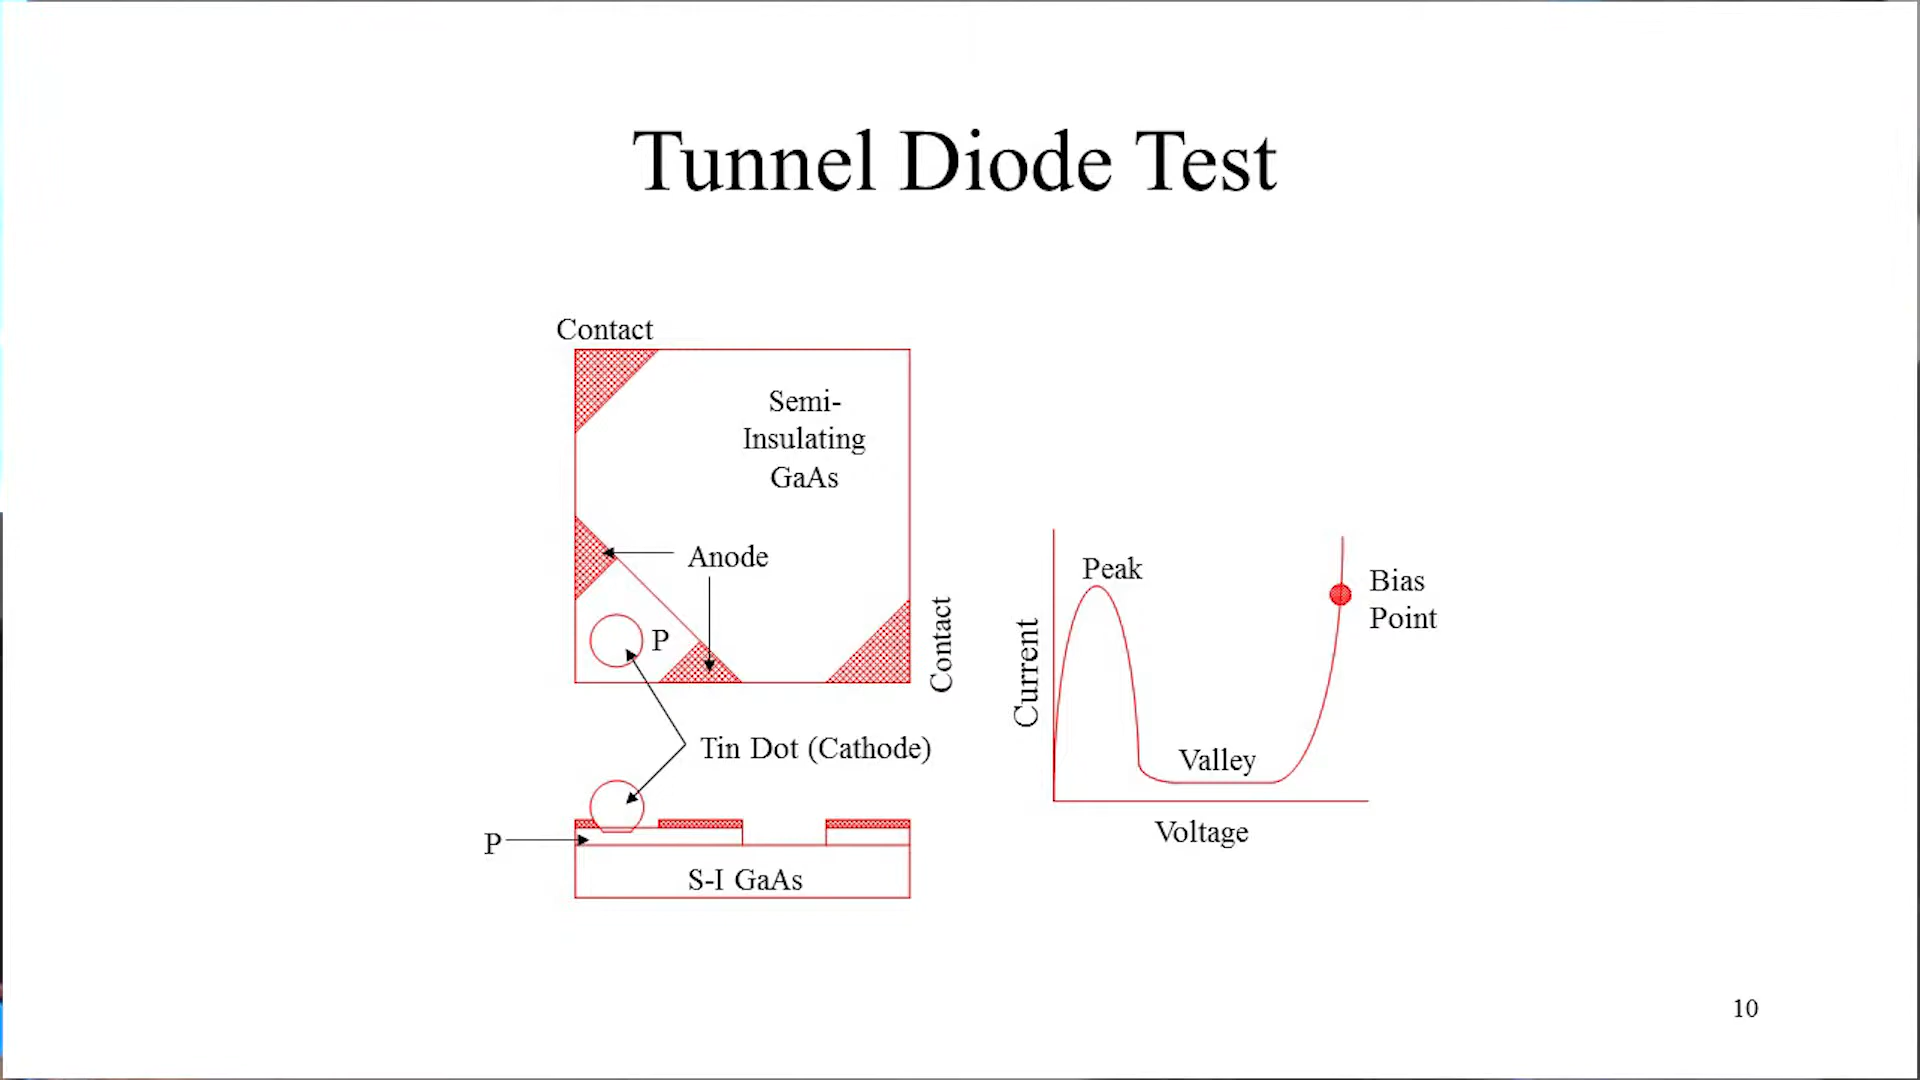 Tunnel Diode Test
Contact
Semi-
Insulating
GaAs
Anode
P
Contact
Tin Dot (Cathode)
P
S-I GaAs
Peak
Bias
Point
Current
Valley
Voltage
10